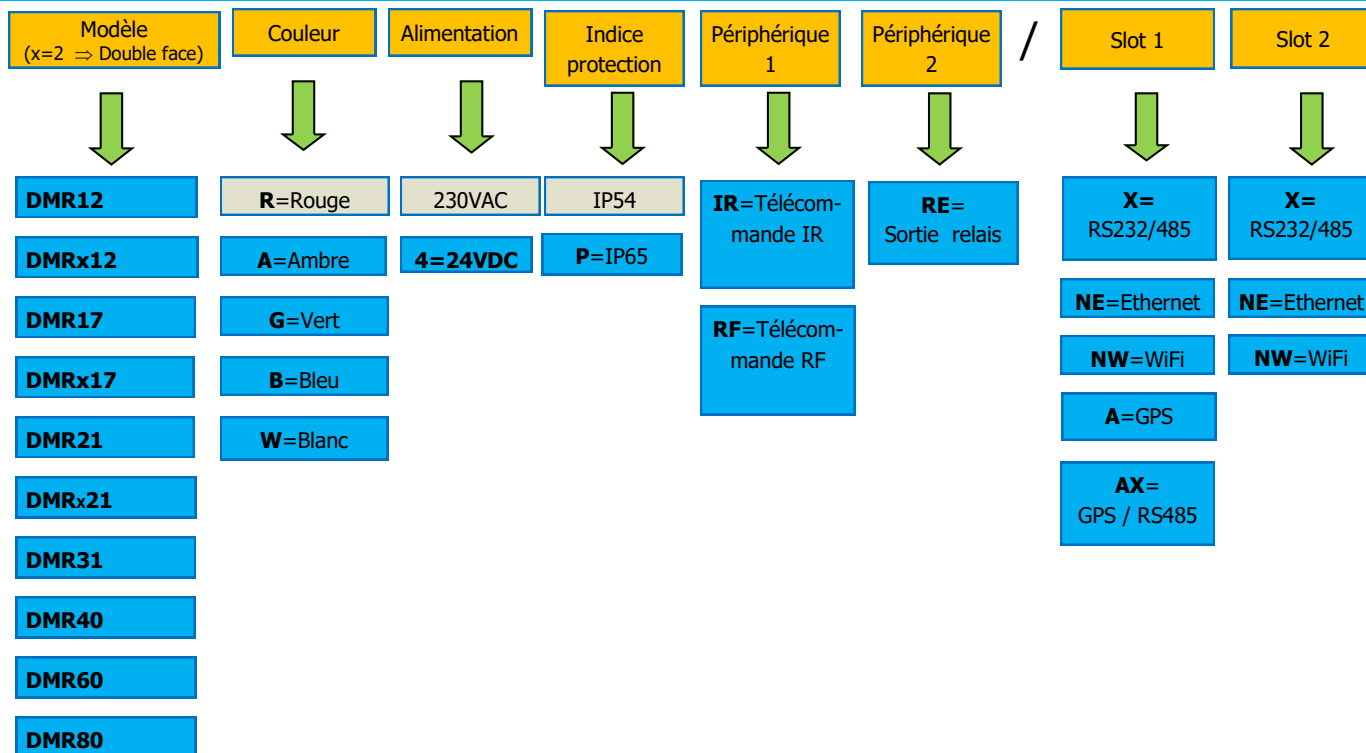 Modèle
(x=2 ⇒ Double face)
Couleur
Alimentation
Indice
protection
Périphérique
1
Périphérique
2
/
Slot 1
Slot 2
DMR12
DMRx12
DMR17
DMRx17
DMR21
DMRx21
DMR31
DMR40
DMR60
DMR80
R=Rouge
A=Ambre
G=Vert
B=Bleu
W=Blanc
230VAC
4=24VDC
IP54
P=IP65
IR=Télécom-
mande IR
RF=Télécom-
mande RF
RE=
Sortie relais
X=
RS232/485
NE=Ethernet
NW=WiFi
A=GPS
AX=
GPS / RS485
X=
RS232/485
NE=Ethernet
NW=WiFi